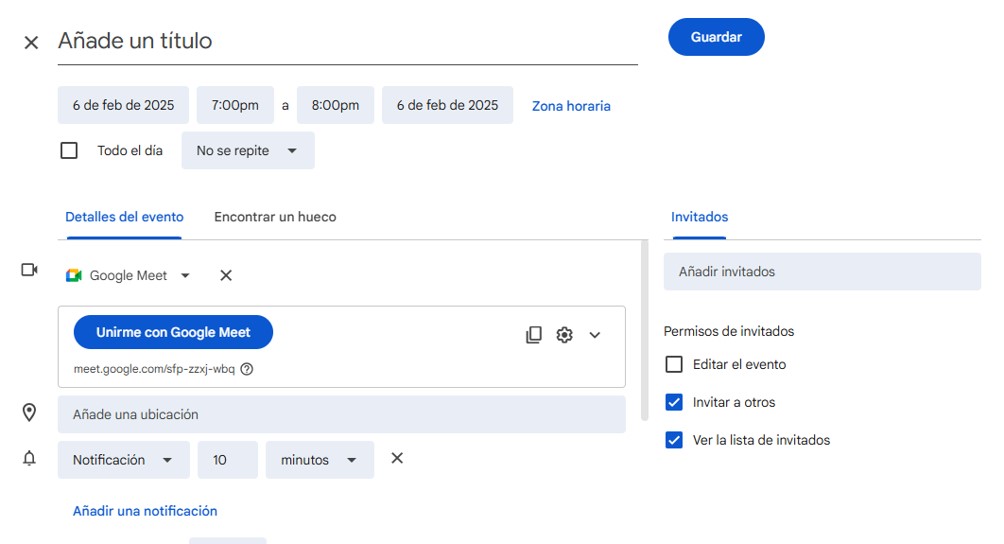 Añade un título
Guardar
6 de feb de 2025 7:00pm a 8:00pm 6 de feb de 2025 Zona horaria
Todo el día No se repite
Detalles del evento Encontrar un hueco
Invitados
Google Meet
Añadir invitados
Unirme con Google Meet
meet.google.com/sfp-zzxj-wbq
Permisos de invitados
Editar el evento
Invitar a otros
Ver la lista de invitados
Añade una ubicación
Notificación 10 minutos
Añadir una notificación